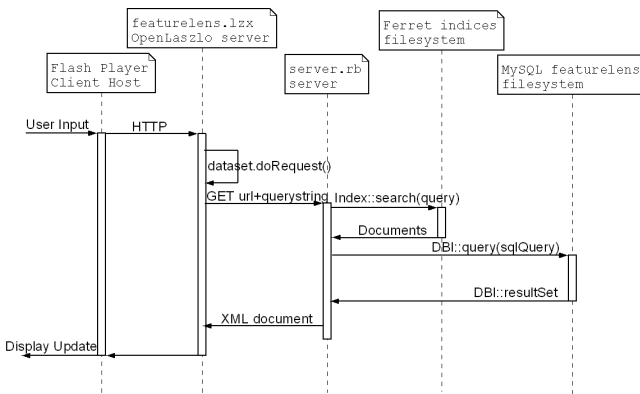 featurelens.lzx
OpenLaszlo server
Ferret indices
filesystem
Flash Player
Client Host
server.rb
server
MySQL featurelens
filesystem
User Input
HTTP
dataset.doRequest()
GET url+querystring
Index::search(query)
Documents
DBI::query(sqlQuery)
DBI::resultSet
XML document
Display Update